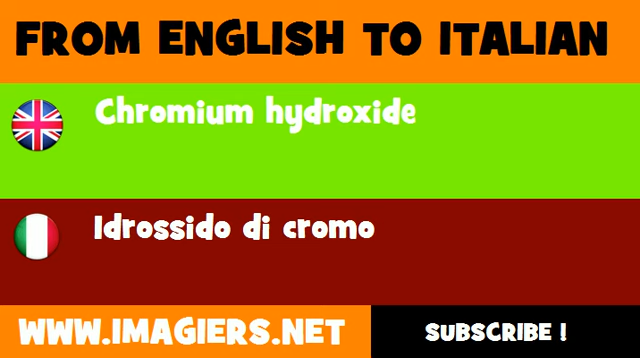 FROM ENGLISH TO ITALIAN
Chromium hydroxide
Idrossido di cromo
WWW.IMAGIERS.NET
SUBSCRIBE !